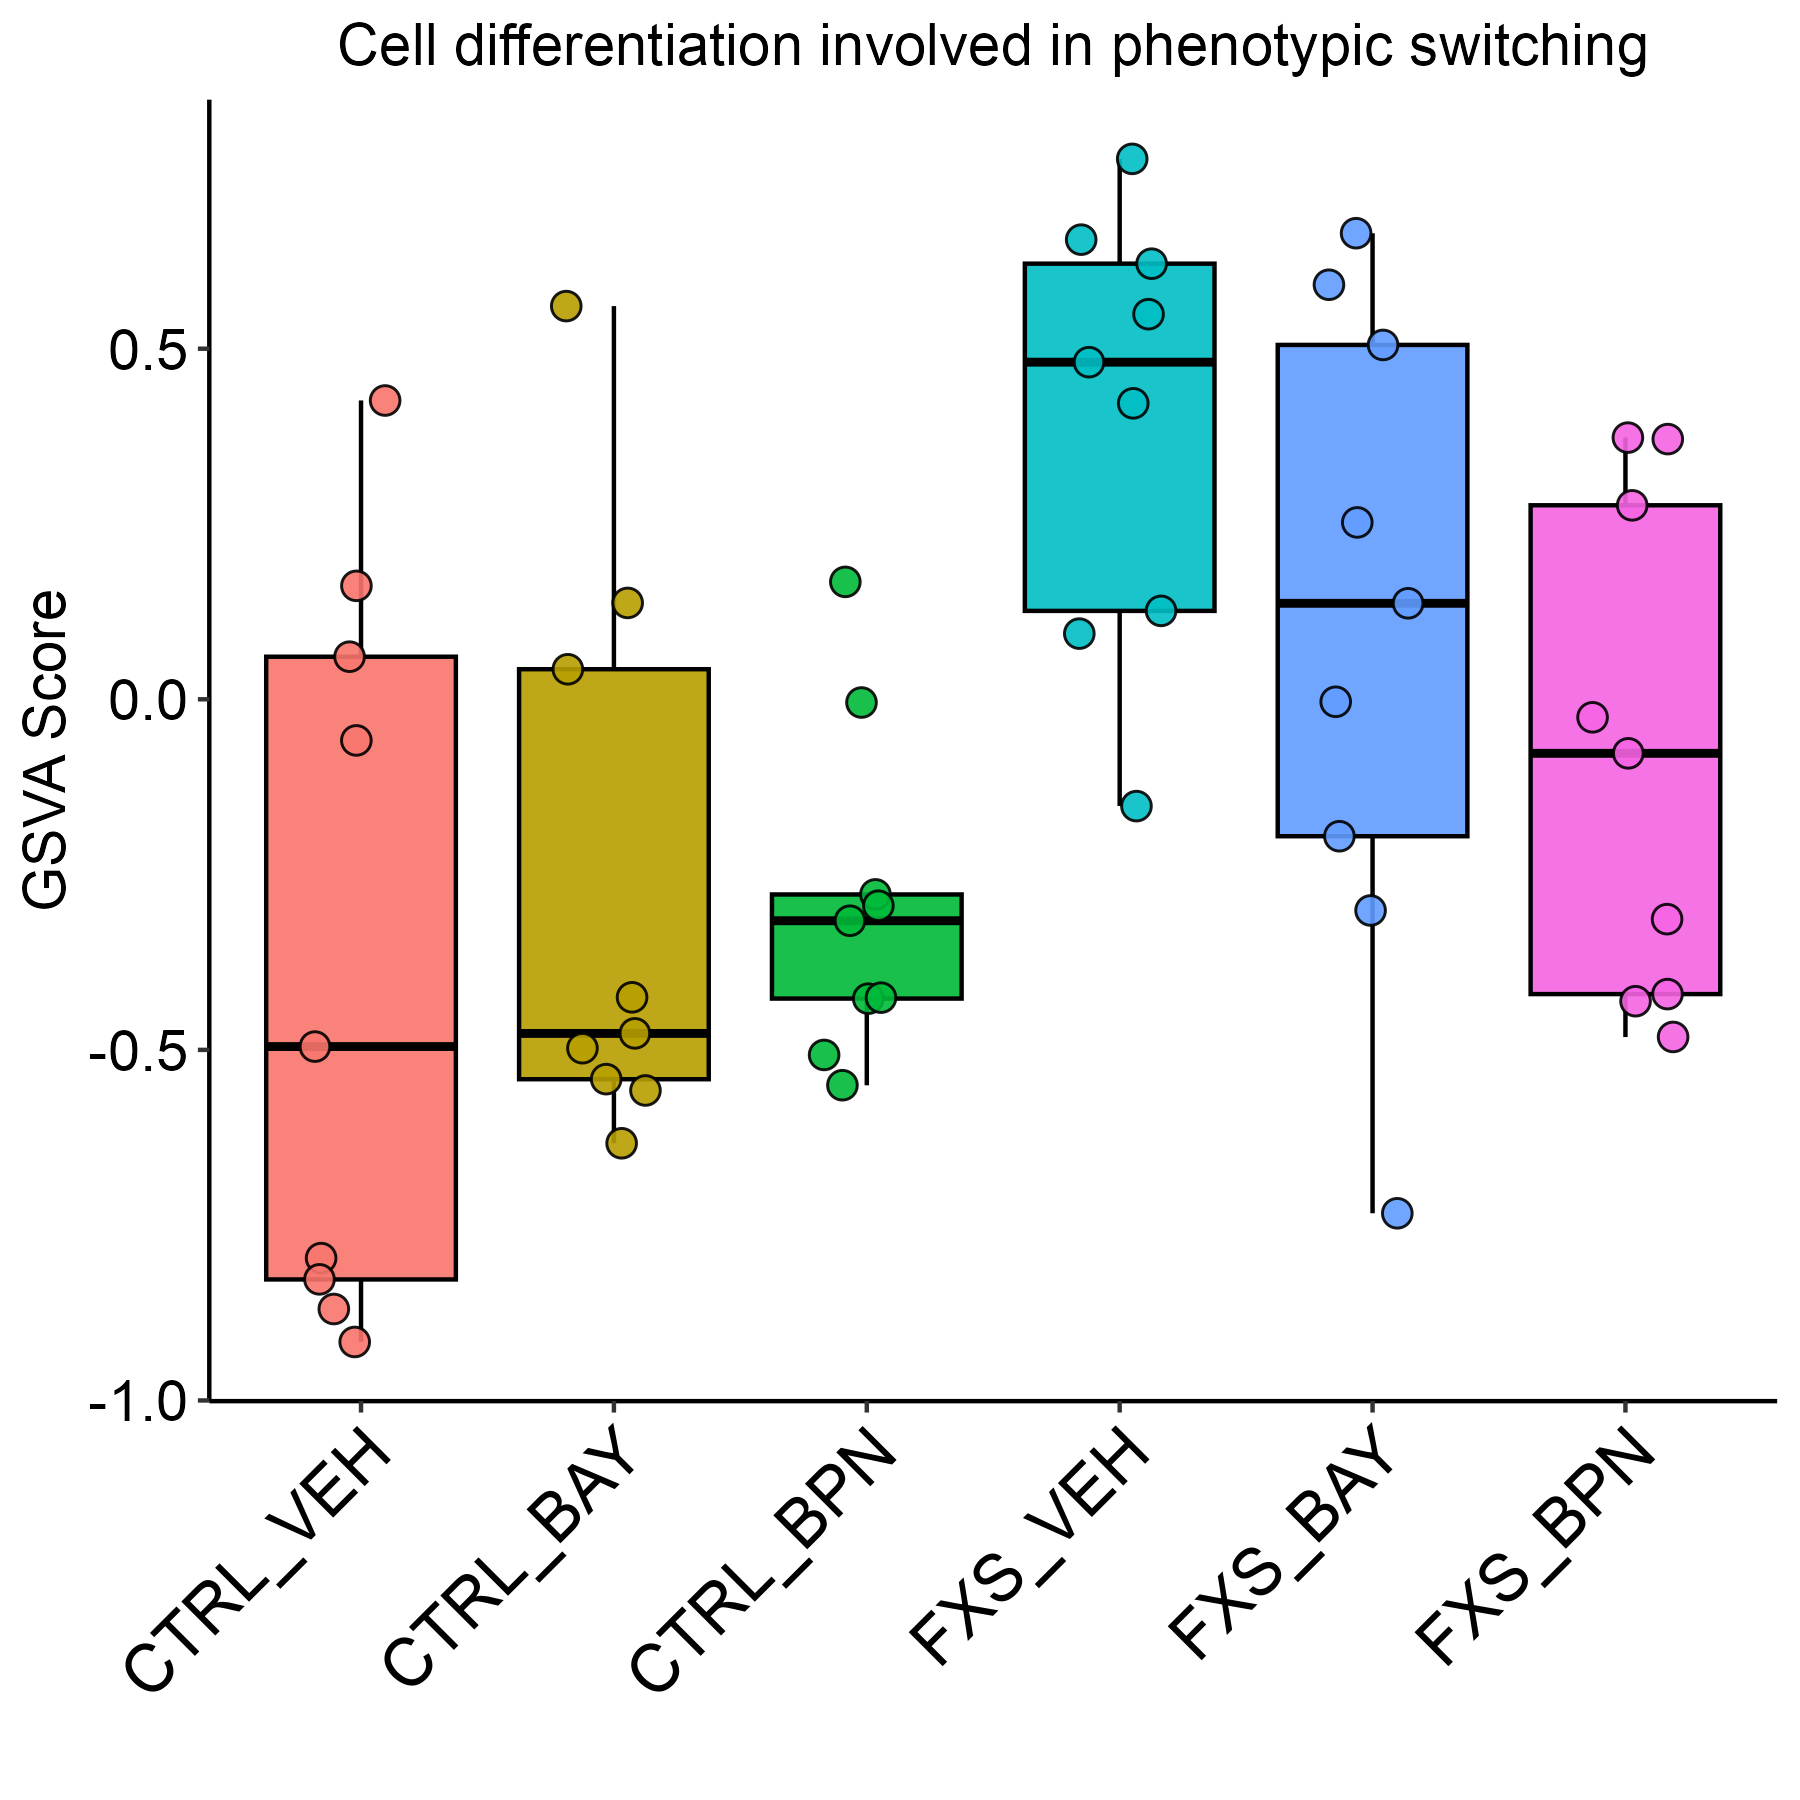 Cell differentiation involved in phenotypic switching
GSVA Score
0.5
0.0
-0.5
-1.0
CTRL_VEH
CTRL_BAY
CTRL_BPN
FXS_VEH
FXS_BAY
FXS_BPN